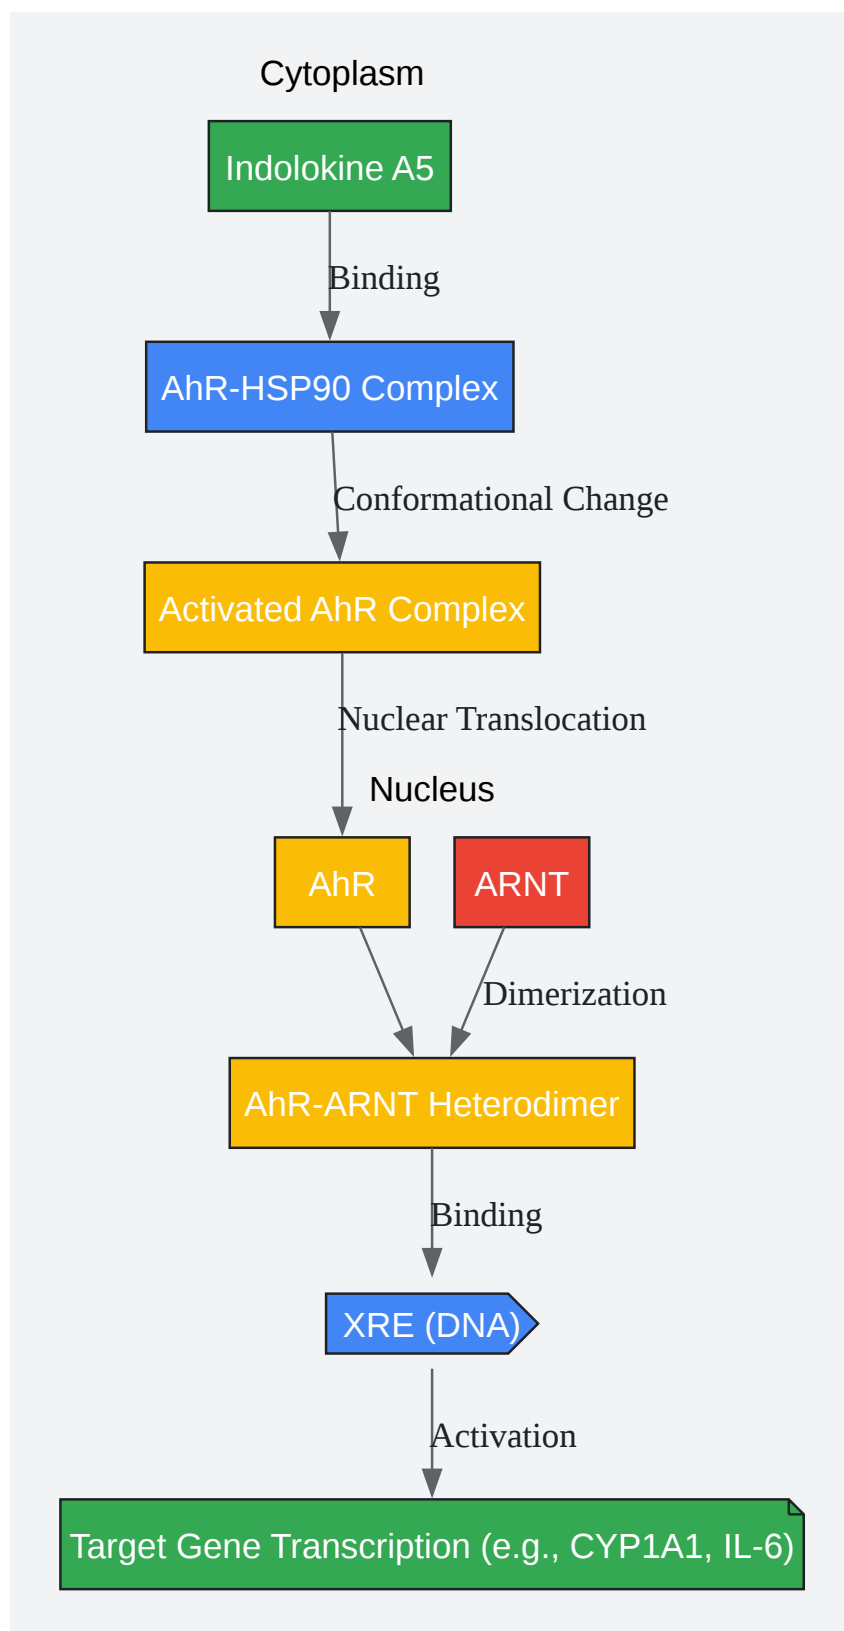 Cytoplasm
Indolokine A5
Binding
AhR-HSP90 Complex
Conformational Change
Activated AhR Complex
Nuclear Translocation
Nucleus
AhR
ARNT
Dimerization
AhR-ARNT Heterodimer
Binding
XRE (DNA)
Activation
Target Gene Transcription (e.g., CYP1A1, IL-6)